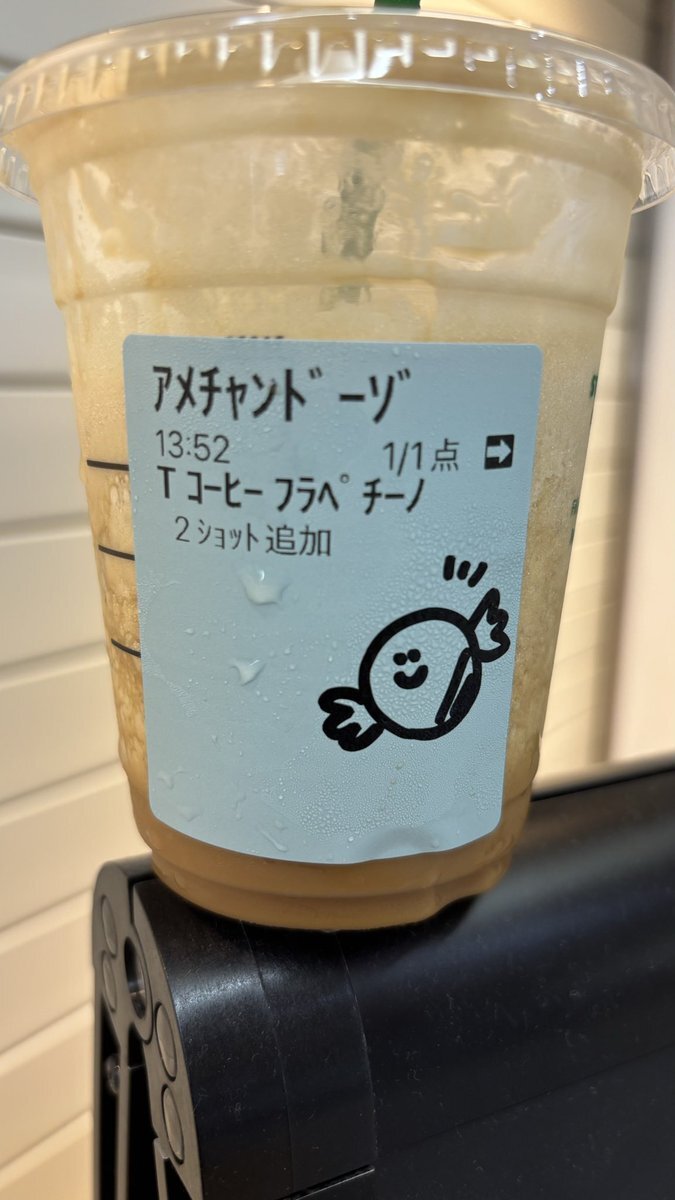 ｱﾒﾁｬﾝﾄﾞｰｿﾞ
13:52 1/1点 ➡
T ｺｰﾋｰ ﾌﾗﾍﾟﾁｰﾉ
2 ｼｮｯﾄ 追加